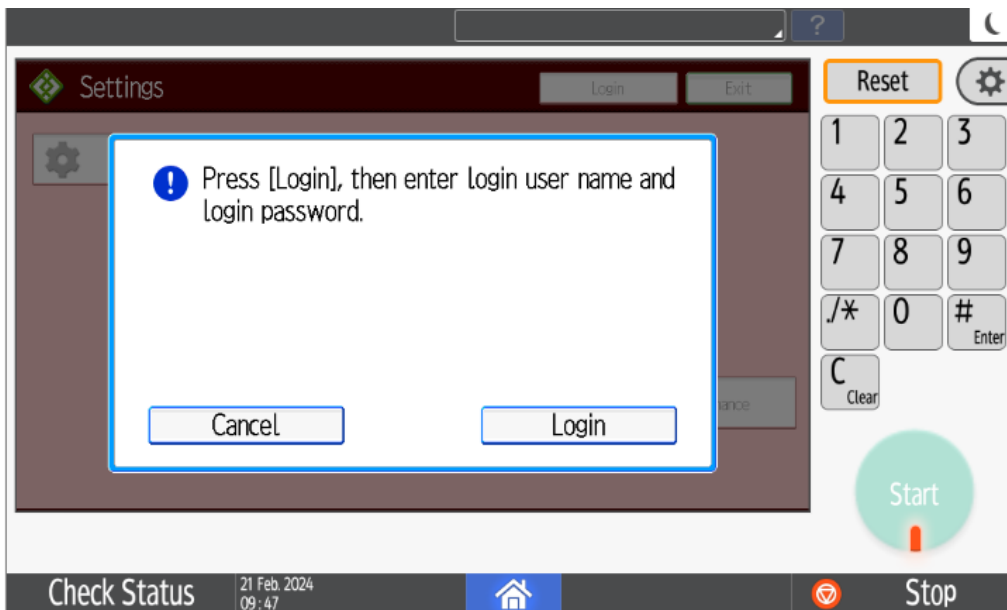 ?
Settings
Login
Exit
Reset
Press [Login], then enter login user name and
login password.
Cancel
Login
1
2
3
4
5
6
7
8
9
./*
0
#
Enter
C
Clear
Start
Check Status
21 Feb. 2024
09:47
Stop